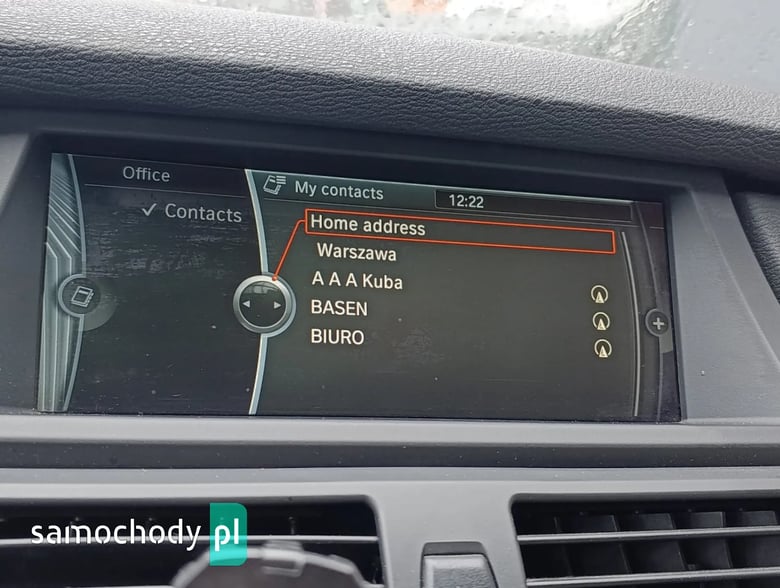 Office
✓ Contacts
My contacts
12:22
Home address
Warszawa
A A A Kuba
BASEN
BIURO
samochody pl